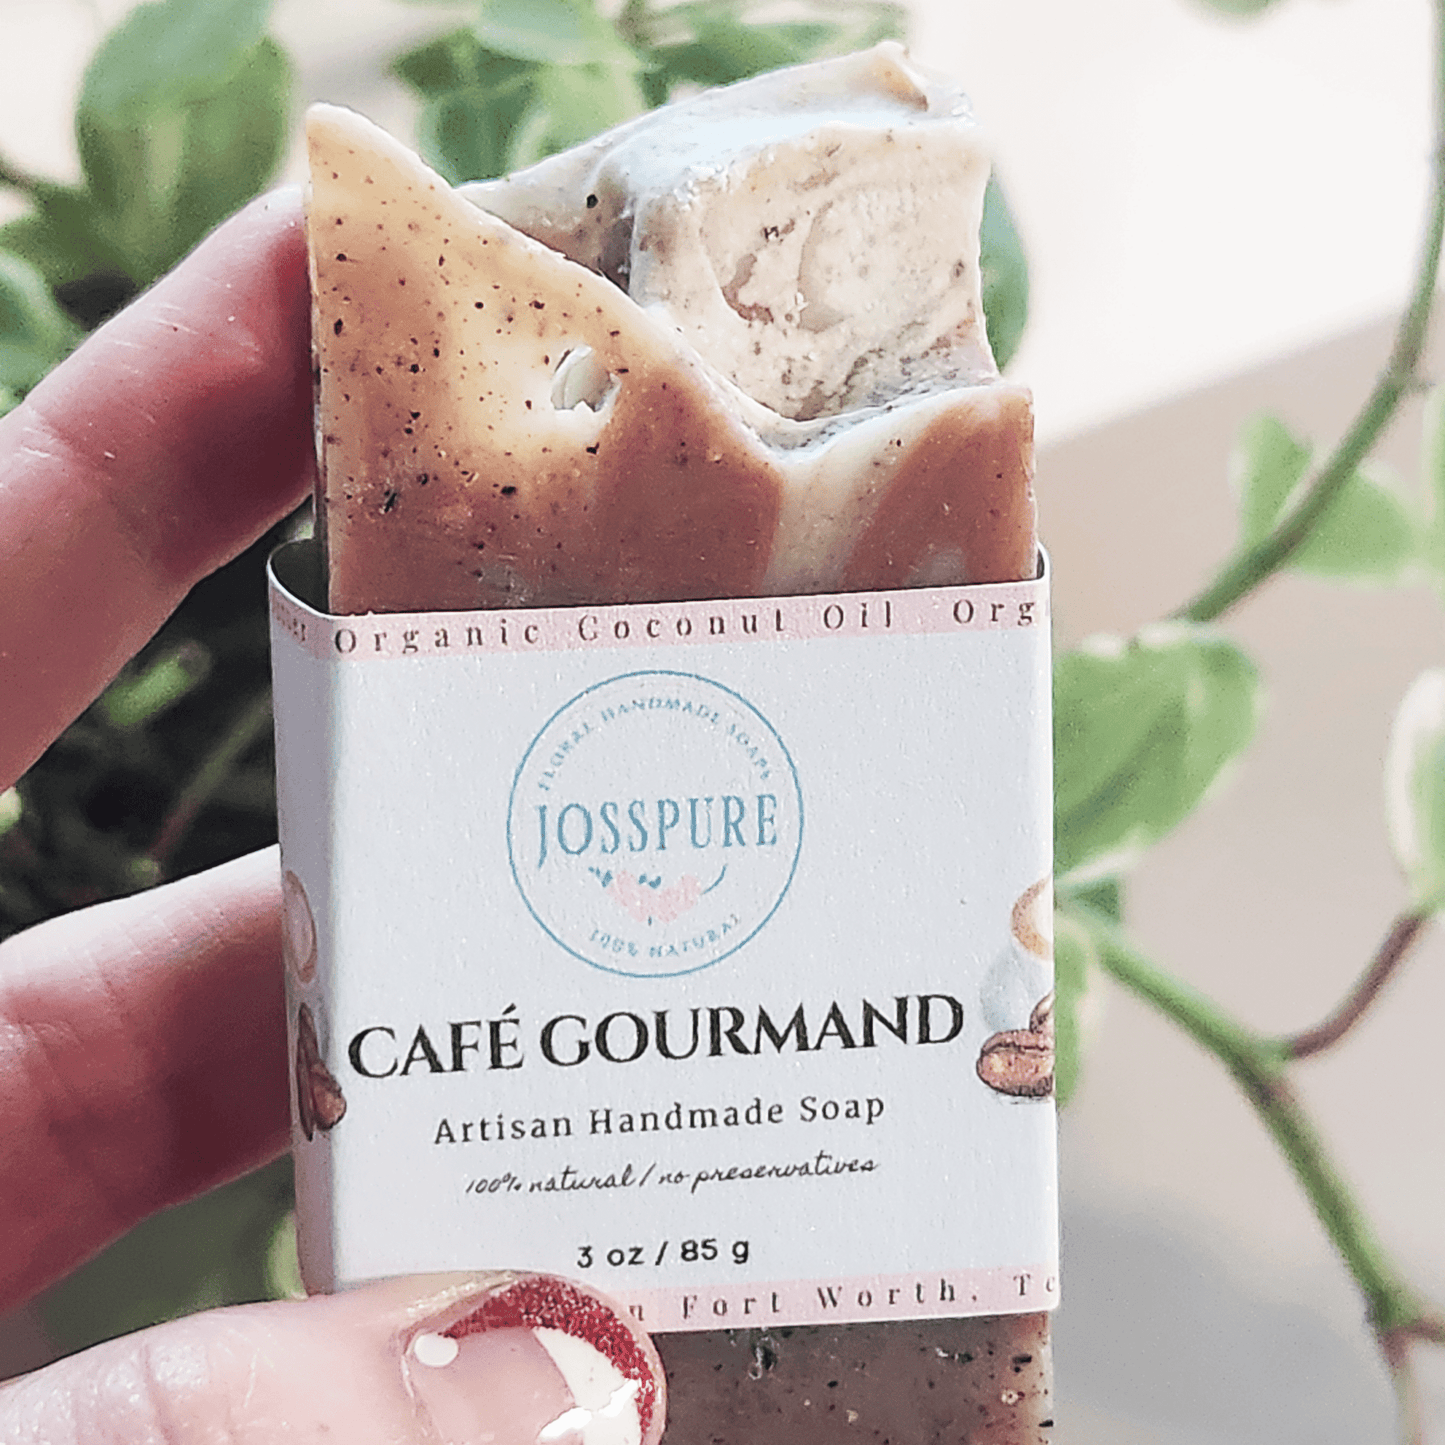 Organic Coconut Oil Org
FLORAL HANDMADE SOAPS
JOSSPURE
100% NATURAL
CAFÉ GOURMAND
Artisan Handmade Soap
100% natural / no preservatives
3 oz / 85 g
n Fort Worth, Te